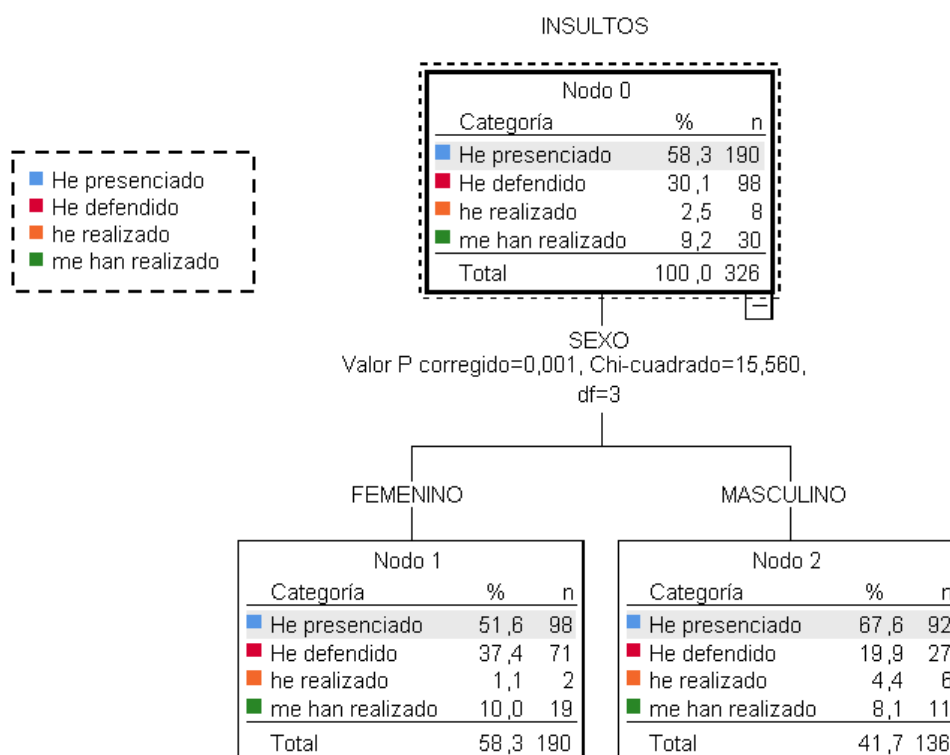 INSULTOS
Nodo 0
Categoría % n
He presenciado 58,3 190
He defendido 30,1 98
he realizado 2,5 8
me han realizado 9,2 30
Total 100,0 326
He presenciado
He defendido
he realizado
me han realizado
SEXO
Valor P corregido=0,001, Chi-cuadrado=15,560,
df=3
FEMENINO
MASCULINO
Nodo 1
Categoría % n
He presenciado 51,6 98
He defendido 37,4 71
he realizado 1,1 2
me han realizado 10,0 19
Total 58,3 190
Nodo 2
Categoría % n
He presenciado 67,6 92
He defendido 19,9 27
he realizado 4,4 6
me han realizado 8,1 11
Total 41,7 136